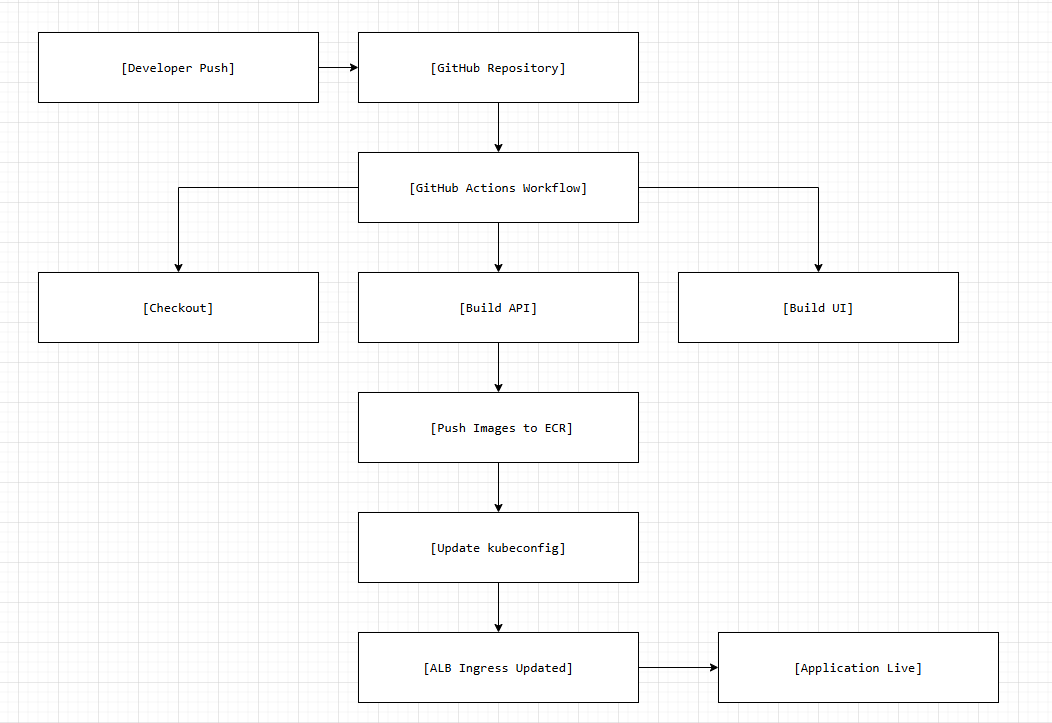 [Developer Push]
[GitHub Repository]
[GitHub Actions Workflow]
[Checkout]
[Build API]
[Build UI]
[Push Images to ECR]
[Update kubeconfig]
[ALB Ingress Updated]
[Application Live]